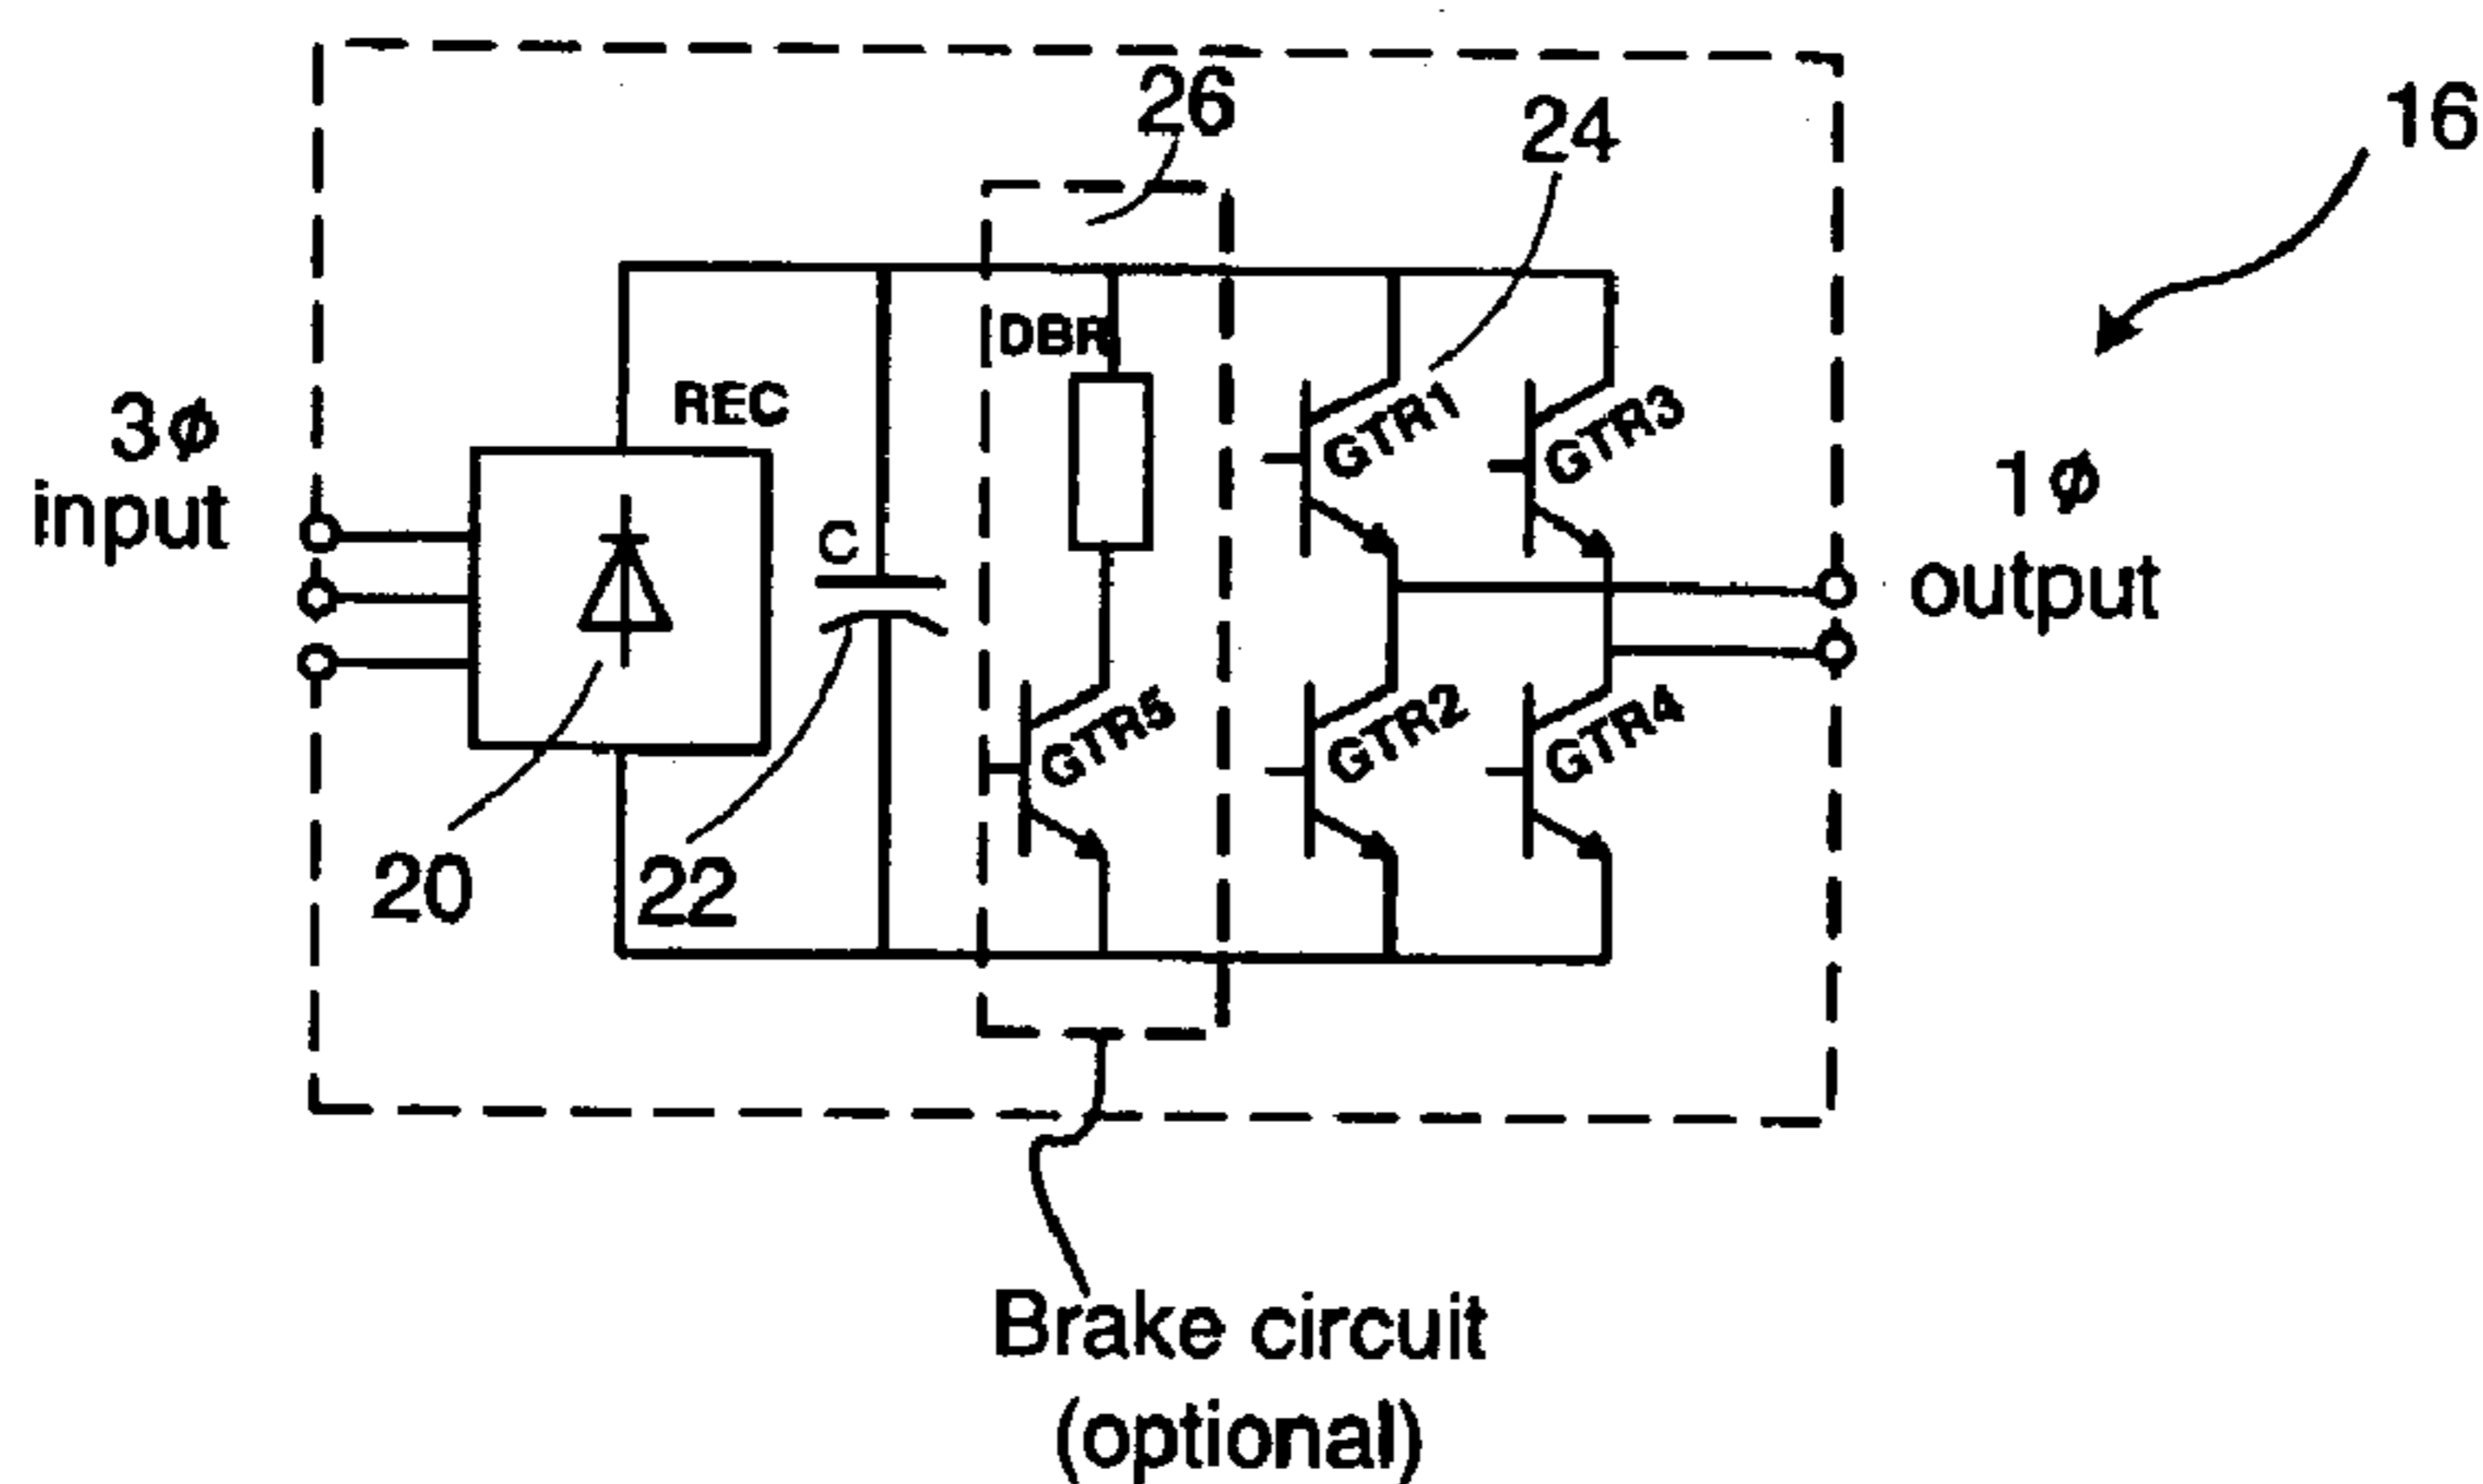 26
24
16
DBR
REC
GTR1
GTR3
3ø
input
1ø
output
C
GTR5
GTR2
GTR4
20
22
Brake circuit
(optional)